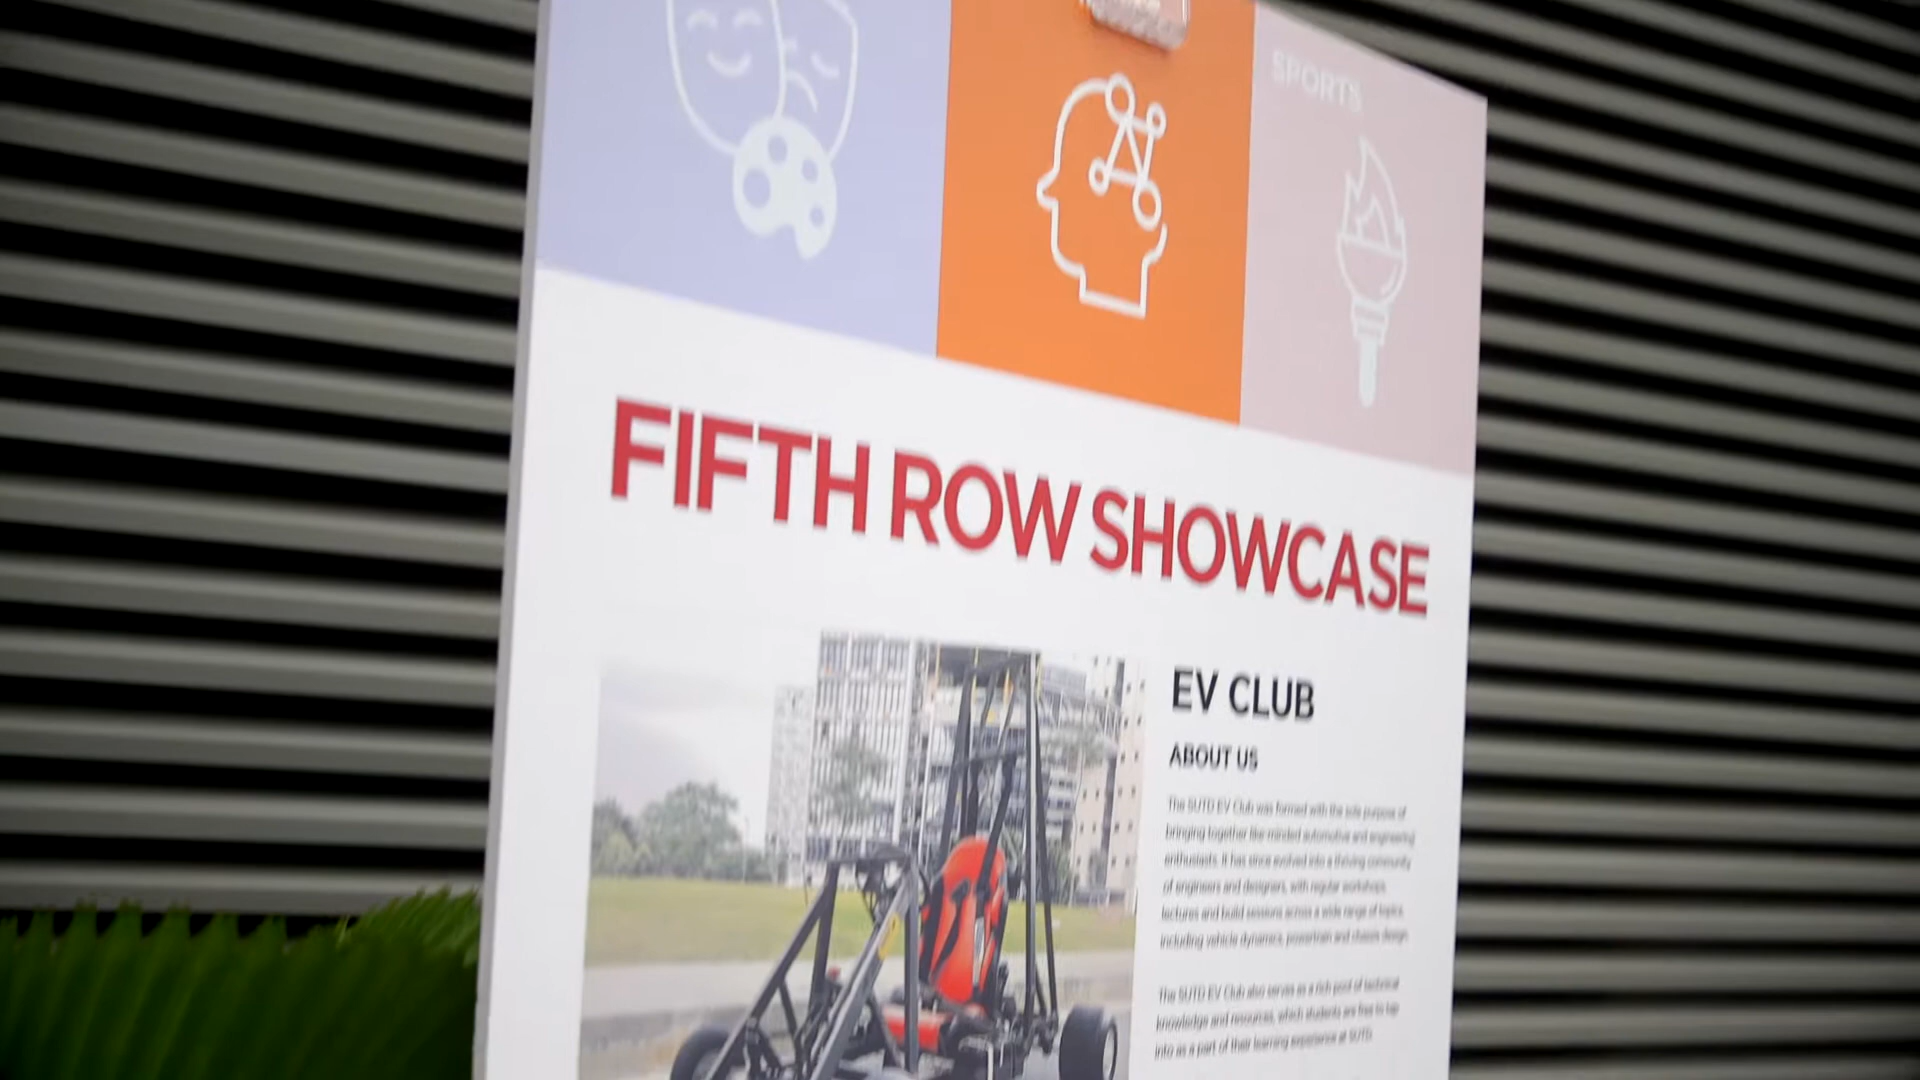 SPORTS
FIFTH ROW SHOWCASE
EV CLUB
ABOUT US
The SUTD EV Club was formed with the sole purpose of
bringing together like-minded automotive and engineering
enthusiasts. It has since evolved into a thriving community
of engineers and designers, with regular workshops,
lectures and build sessions across a wide range of topics,
including vehicle dynamics, powertrain and chassis design.
The SUTD EV Club also serves as a rich pool of technical
knowledge and resources, which students are free to tap
into as a part of their learning experience at SUTD.